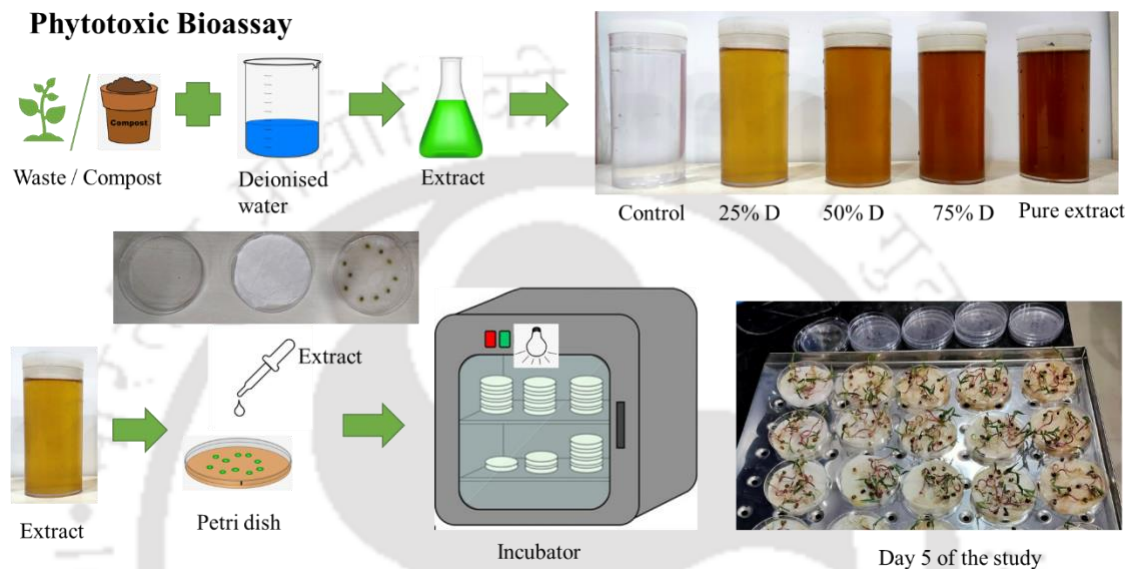 Phytotoxic Bioassay
Compost
Waste / Compost
Deionised
water
Extract
Control
25% D
50% D
75% D
Pure extract
Extract
Extract
Petri dish
Incubator
Day 5 of the study